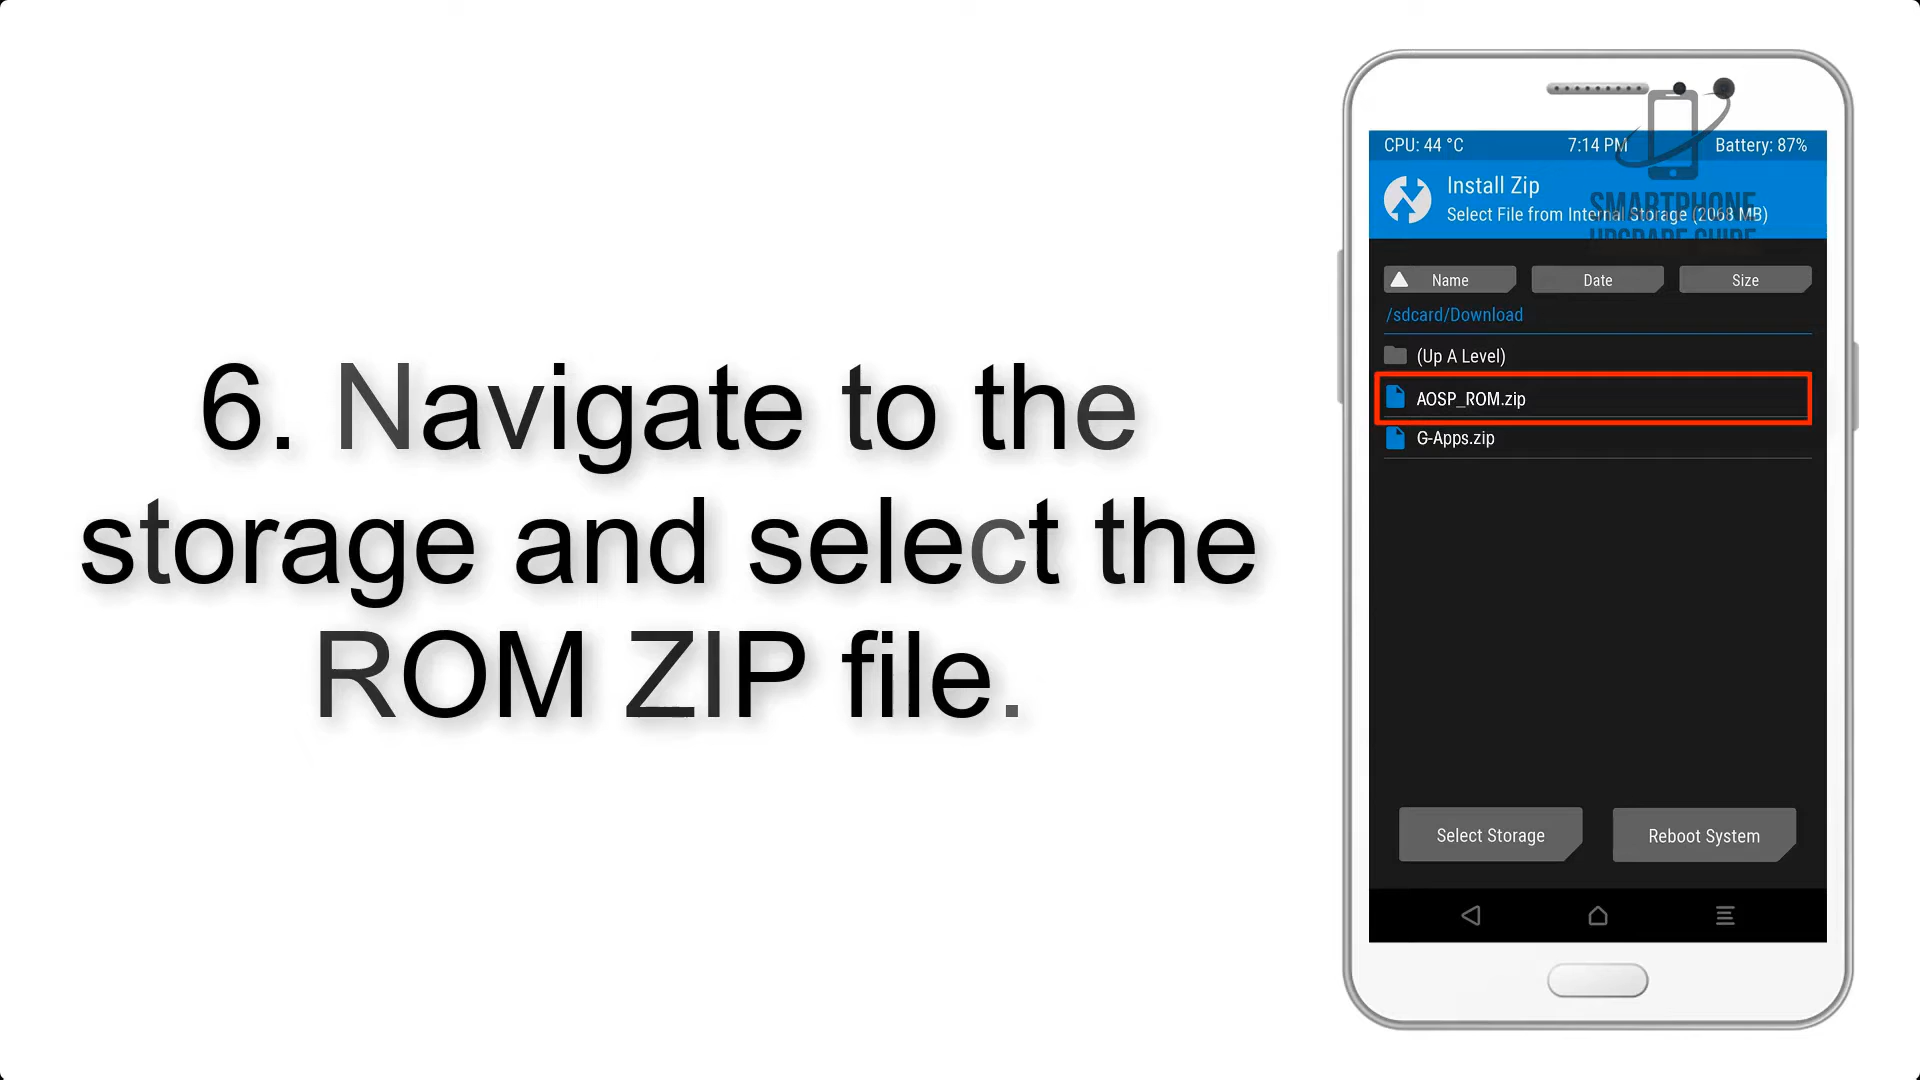 6. Navigate to the
storage and select the
ROM ZIP file.
CPU: 44 °C 7:14 PM Battery: 87%
Install Zip
Select File from Internal Storage (2068 MB)
SMARTPHONE
UPGRADE GUIDE
Name Date Size
/sdcard/Download
(Up A Level)
AOSP_ROM.zip
G-Apps.zip
Select Storage Reboot System